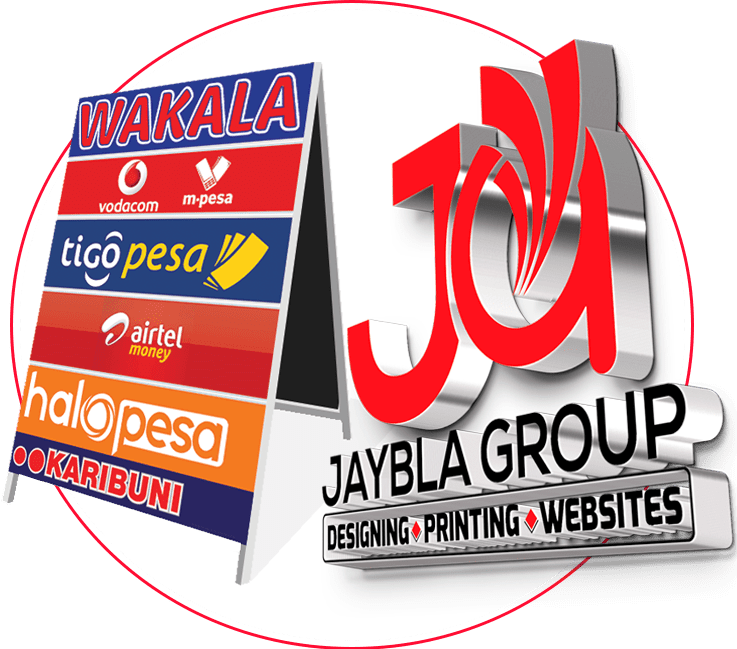 WAKALA
vodacom m-pesa
tigo pesa
airtel
money
halopesa
KARIBUNI
JAYBLA GROUP
DESIGNING PRINTING WEBSITES